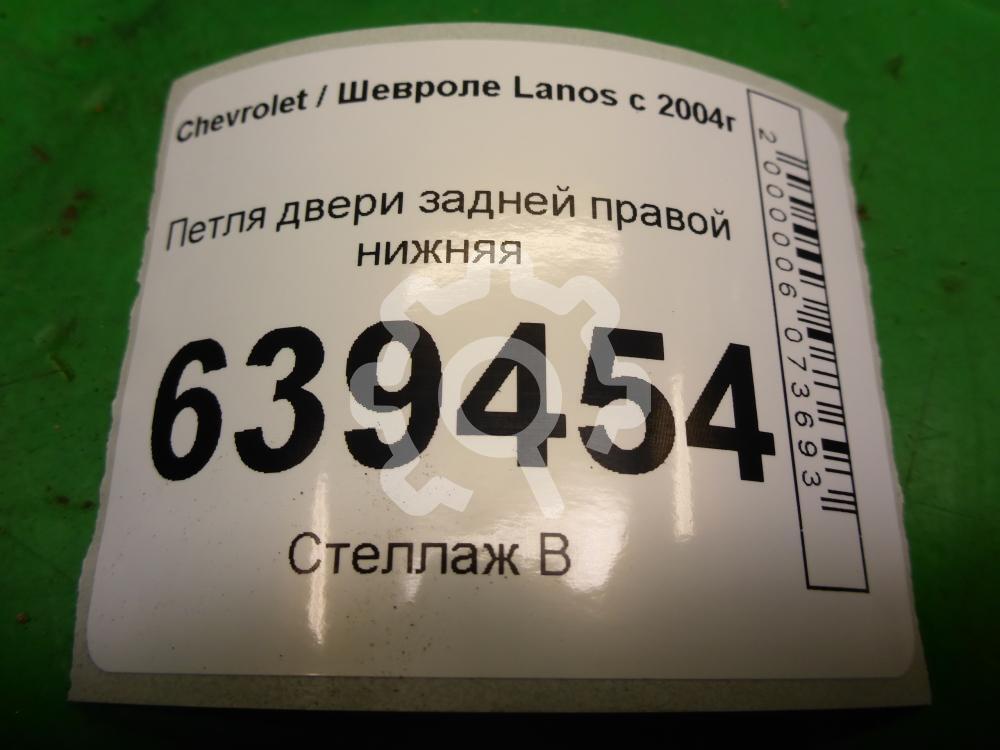 Chevrolet / Шевроле Lanos с 2004г
Петля двери задней правой
нижняя
639454
Стеллаж В
2000006073693